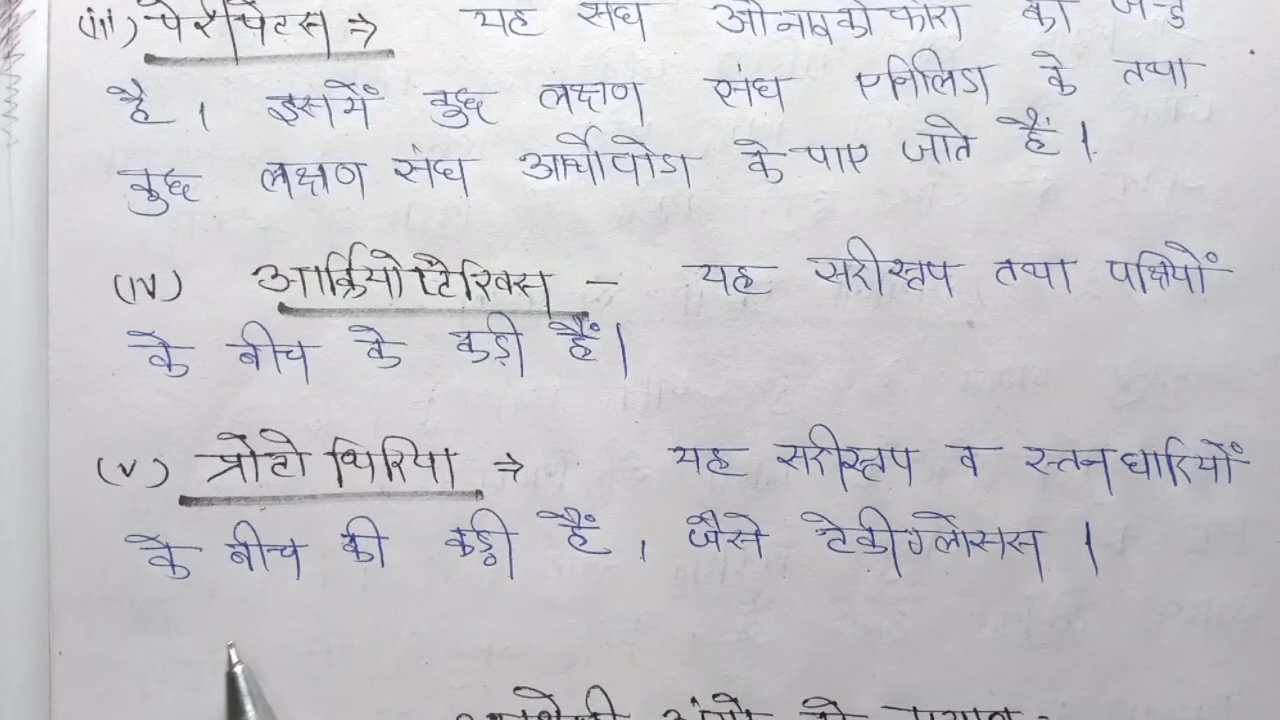 (iii) पेरीपेटस ⇒ यह संघ ओनाइकोफोरा का जन्तु
है। इसमें कुछ लक्षण संघ एनिलिडा के तथा
कुछ लक्षण संघ आर्थोपोडा के पाए जाते हैं।
(iv) आर्कियोप्टैरिक्स - यह सरीसृप तथा पक्षियों
के बीच के कड़ी हैं।
(v) प्रोटोथिरिया ⇒ यह सरीसृप व स्तनधारियों
के बीच की कड़ी हैं, जैसे टेकीग्लोसस।